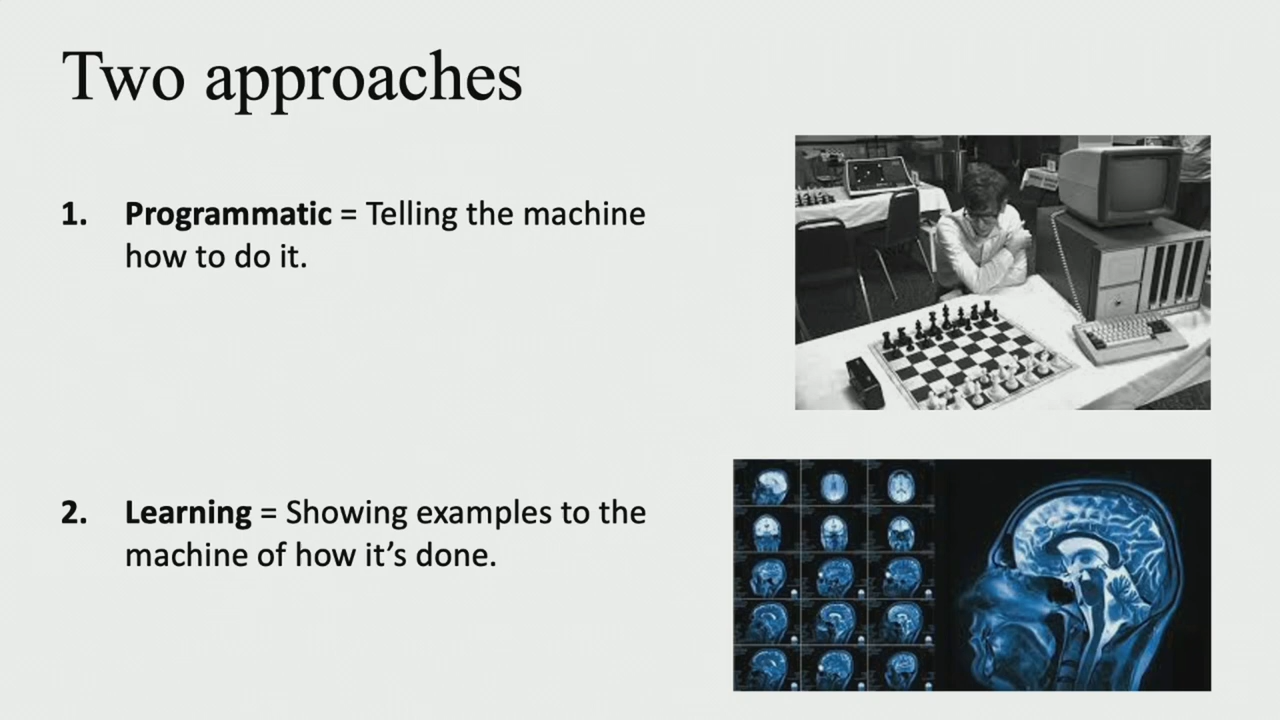 Two approaches
1. Programmatic = Telling the machine
how to do it.
2. Learning = Showing examples to the
machine of how it’s done.